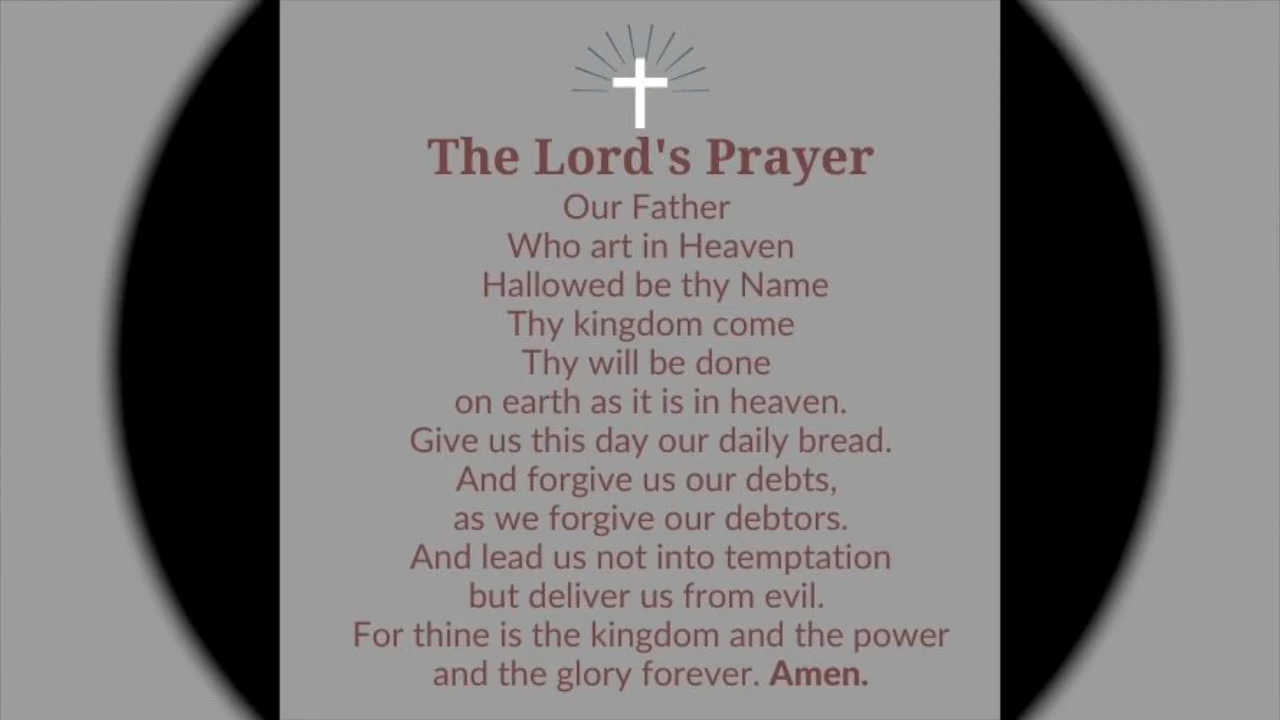 The Lord's Prayer
Our Father
Who art in Heaven
Hallowed be thy Name
Thy kingdom come
Thy will be done
on earth as it is in heaven.
Give us this day our daily bread.
And forgive us our debts,
as we forgive our debtors.
And lead us not into temptation
but deliver us from evil.
For thine is the kingdom and the power
and the glory forever. Amen.